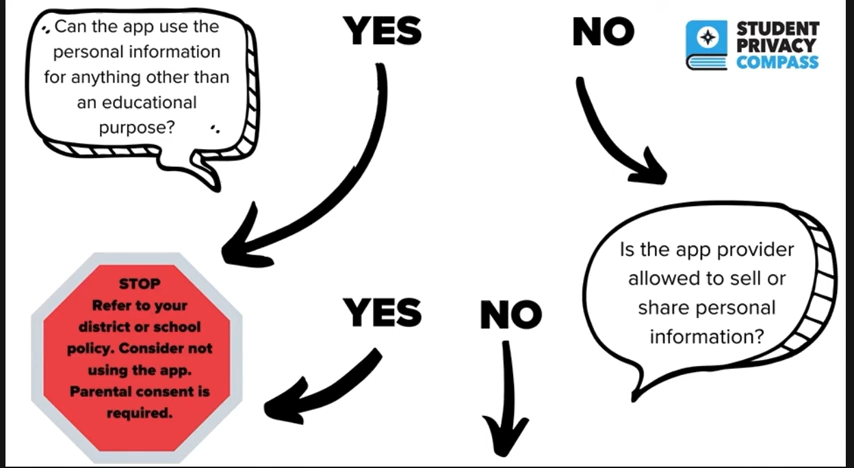 Can the app use the
personal information
for anything other than
an educational
purpose?
YES
NO
STUDENT
PRIVACY
COMPASS
Is the app provider
allowed to sell or
share personal
information?
YES
NO
STOP
Refer to your
district or school
policy. Consider not
using the app.
Parental consent is
required.